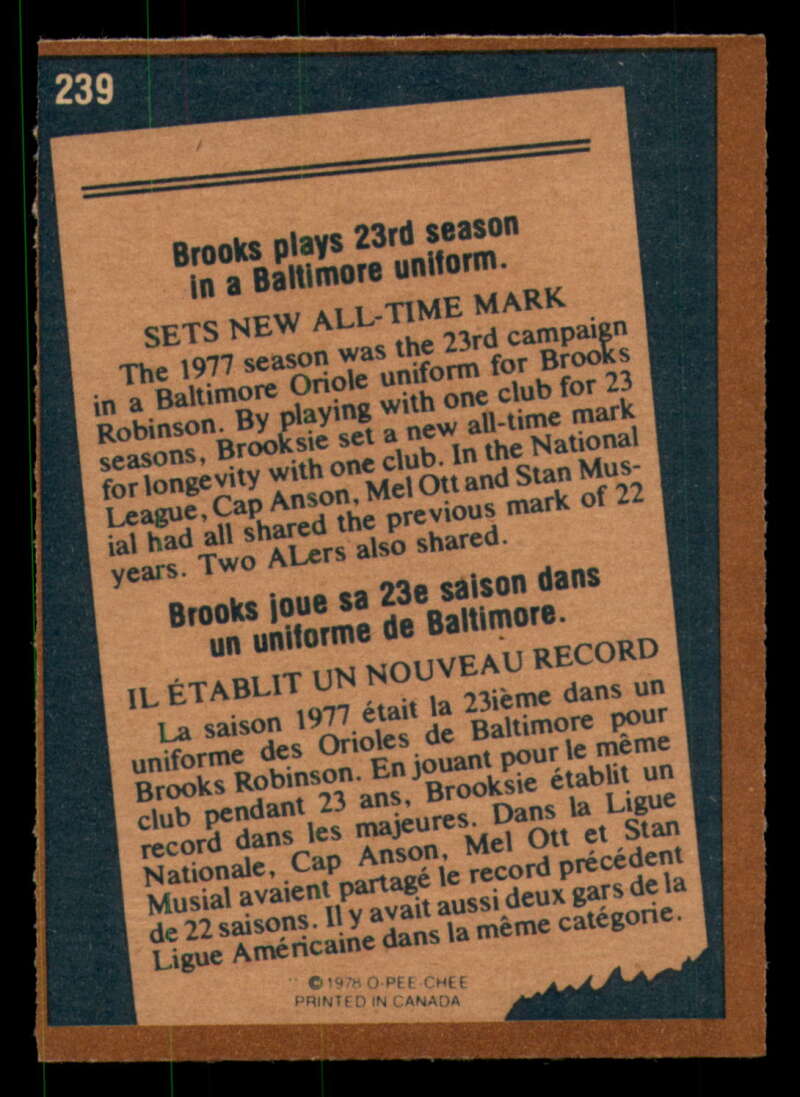 239
Brooks plays 23rd season
in a Baltimore uniform.
SETS NEW ALL-TIME MARK
The 1977 season was the 23rd campaign
in a Baltimore Oriole uniform for Brooks
Robinson. By playing with one club for 23
seasons, Brooksie set a new all-time mark
for longevity with one club. In the National
League, Cap Anson, Mel Ott and Stan Mus-
ial had all shared the previous mark of 22
years. Two ALers also shared.
Brooks joue sa 23e saison dans
un uniforme de Baltimore.
IL ÉTABLIT UN NOUVEAU RECORD
La saison 1977 était la 23ième dans un
uniforme des Orioles de Baltimore pour
Brooks Robinson. En jouant pour le même
club pendant 23 ans, Brooksie établit un
record dans les majeures. Dans la Ligue
Nationale, Cap Anson, Mel Ott et Stan
Musial avaient partagé le record précédent
de 22 saisons. Il y avait aussi deux gars de la
Ligue Américaine dans la même catégorie.
© 1978 O-PEE-CHEE
PRINTED IN CANADA